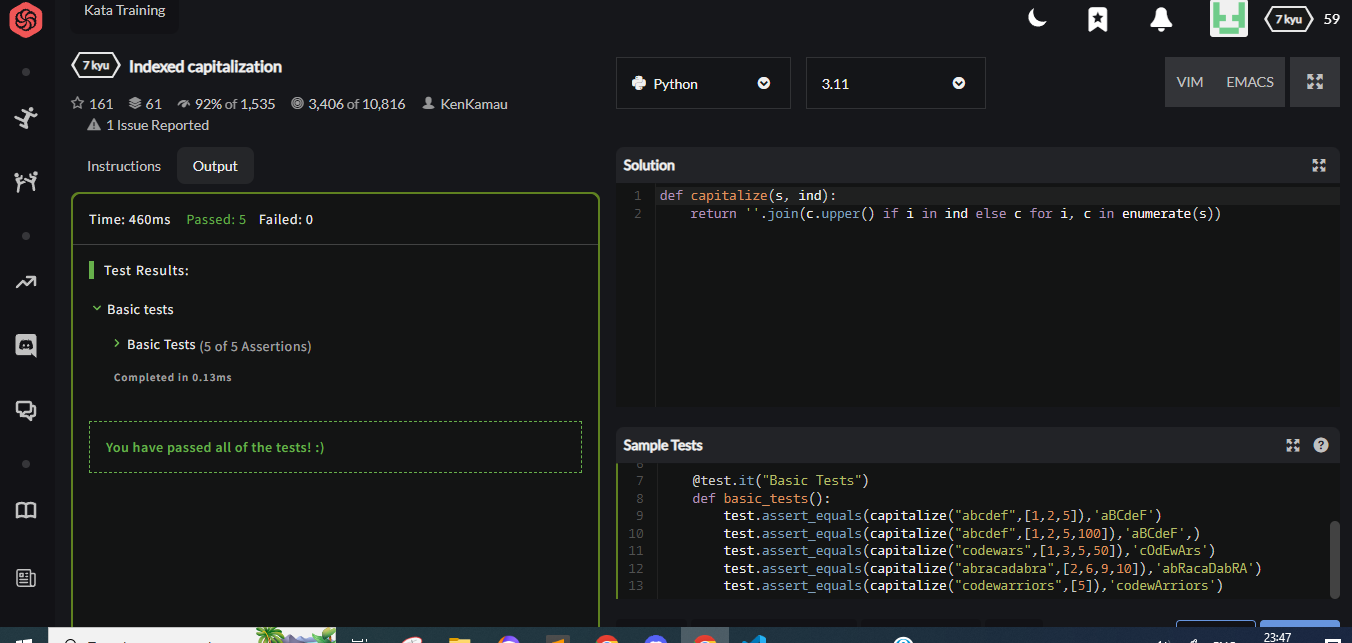 Kata Training
7 kyu Indexed capitalization
161 61 92% of 1,535 3,406 of 10,816 KenKamau
1 Issue Reported
Instructions Output
Time: 460ms Passed: 5 Failed: 0
Test Results:
Basic tests
Basic Tests (5 of 5 Assertions)
Completed in 0.13ms
You have passed all of the tests! :)
7 kyu 59
Python 3.11 VIM EMACS
Solution
1 def capitalize(s, ind):
2 return ''.join(c.upper() if i in ind else c for i, c in enumerate(s))
Sample Tests
7 @test.it("Basic Tests")
8 def basic_tests():
9 test.assert_equals(capitalize("abcdef",[1,2,5]),'aBCdeF')
10 test.assert_equals(capitalize("abcdef",[1,2,5,100]),'aBCdeF',)
11 test.assert_equals(capitalize("codewars",[1,3,5,50]),'cOdEwArs')
12 test.assert_equals(capitalize("abracadabra",[2,6,9,10]),'abRacaDabRA')
13 test.assert_equals(capitalize("codewarriors",[5]),'codewArriors')
23:47